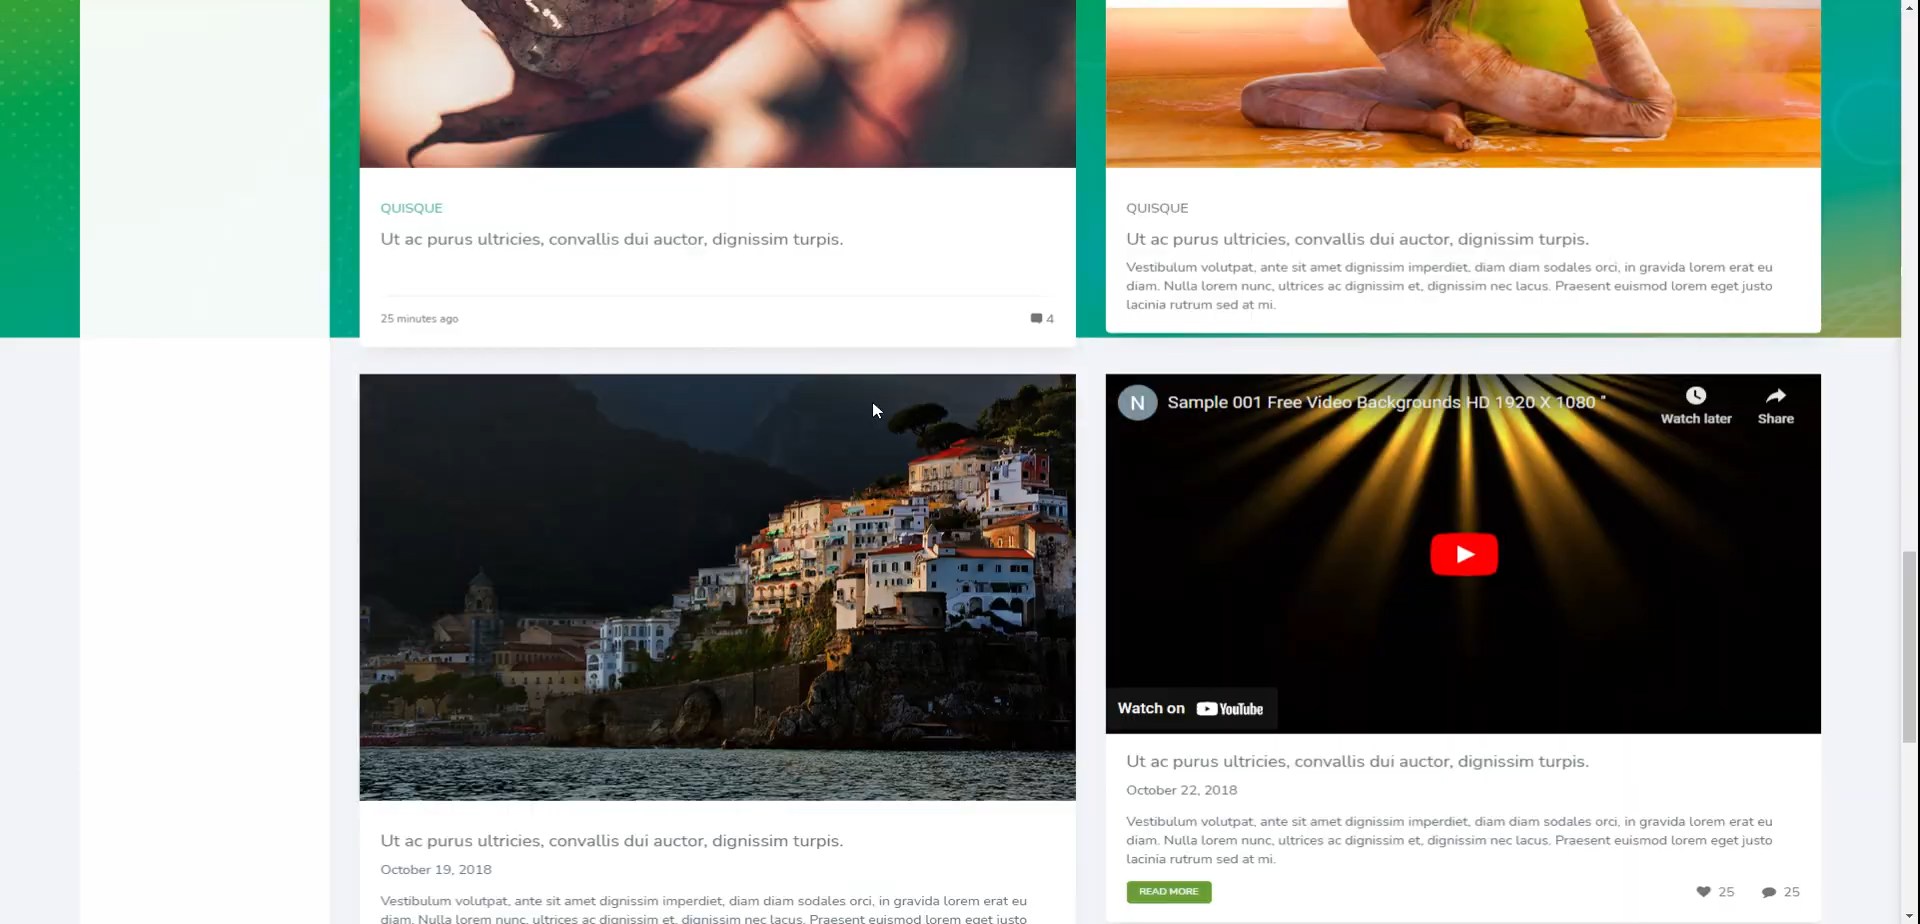 QUISQUE
Ut ac purus ultricies, convallis dui auctor, dignissim turpis.
25 minutes ago
4
QUISQUE
Ut ac purus ultricies, convallis dui auctor, dignissim turpis.
Vestibulum volutpat, ante sit amet dignissim imperdiet, diam diam sodales orci, in gravida lorem erat eu
diam. Nulla lorem nunc, ultrices ac dignissim et, dignissim nec lacus. Praesent euismod lorem eget justo
lacinia rutrum sed at mi.
Ut ac purus ultricies, convallis dui auctor, dignissim turpis.
October 19, 2018
Vestibulum volutpat, ante sit amet dignissim imperdiet, diam diam sodales orci, in gravida lorem erat eu
diam. Nulla lorem nunc, ultrices ac dignissim et, dignissim nec lacus. Praesent euismod lorem eget justo
N
Sample 001 Free Video Backgrounds HD 1920 X 1080 "
Watch later
Share
Watch on YouTube
Ut ac purus ultricies, convallis dui auctor, dignissim turpis.
October 22, 2018
Vestibulum volutpat, ante sit amet dignissim imperdiet, diam diam sodales orci, in gravida lorem erat eu
diam. Nulla lorem nunc, ultrices ac dignissim et, dignissim nec lacus. Praesent euismod lorem eget justo
lacinia rutrum sed at mi.
READ MORE
25
25